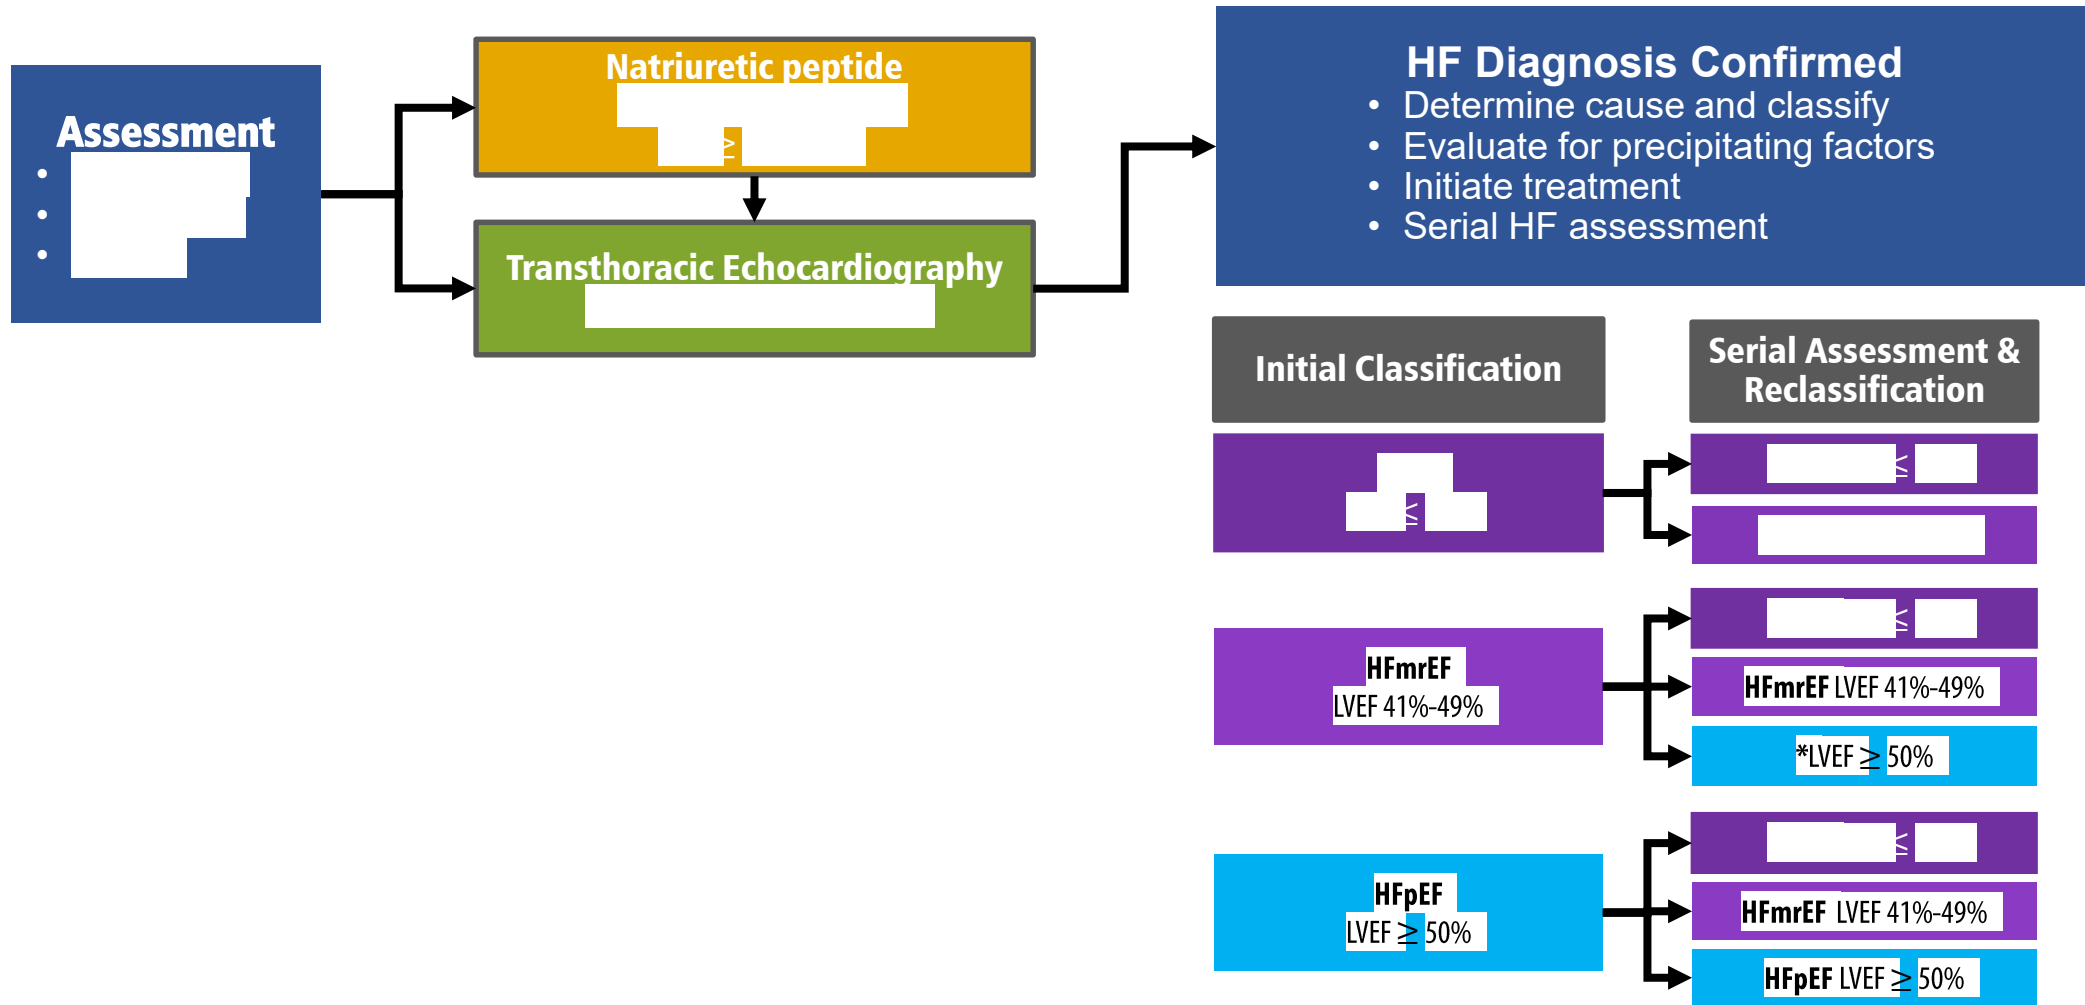 Assessment
•
•
•
Natriuretic peptide
≥
Transthoracic Echocardiography
HF Diagnosis Confirmed
• Determine cause and classify
• Evaluate for precipitating factors
• Initiate treatment
• Serial HF assessment
Initial Classification
Serial Assessment &
Reclassification
≤
≤
HFmrEF
LVEF 41%-49%
≤
HFmrEF LVEF 41%-49%
*LVEF ≥ 50%
HFpEF
LVEF ≥ 50%
≤
HFmrEF LVEF 41%-49%
HFpEF LVEF ≥ 50%